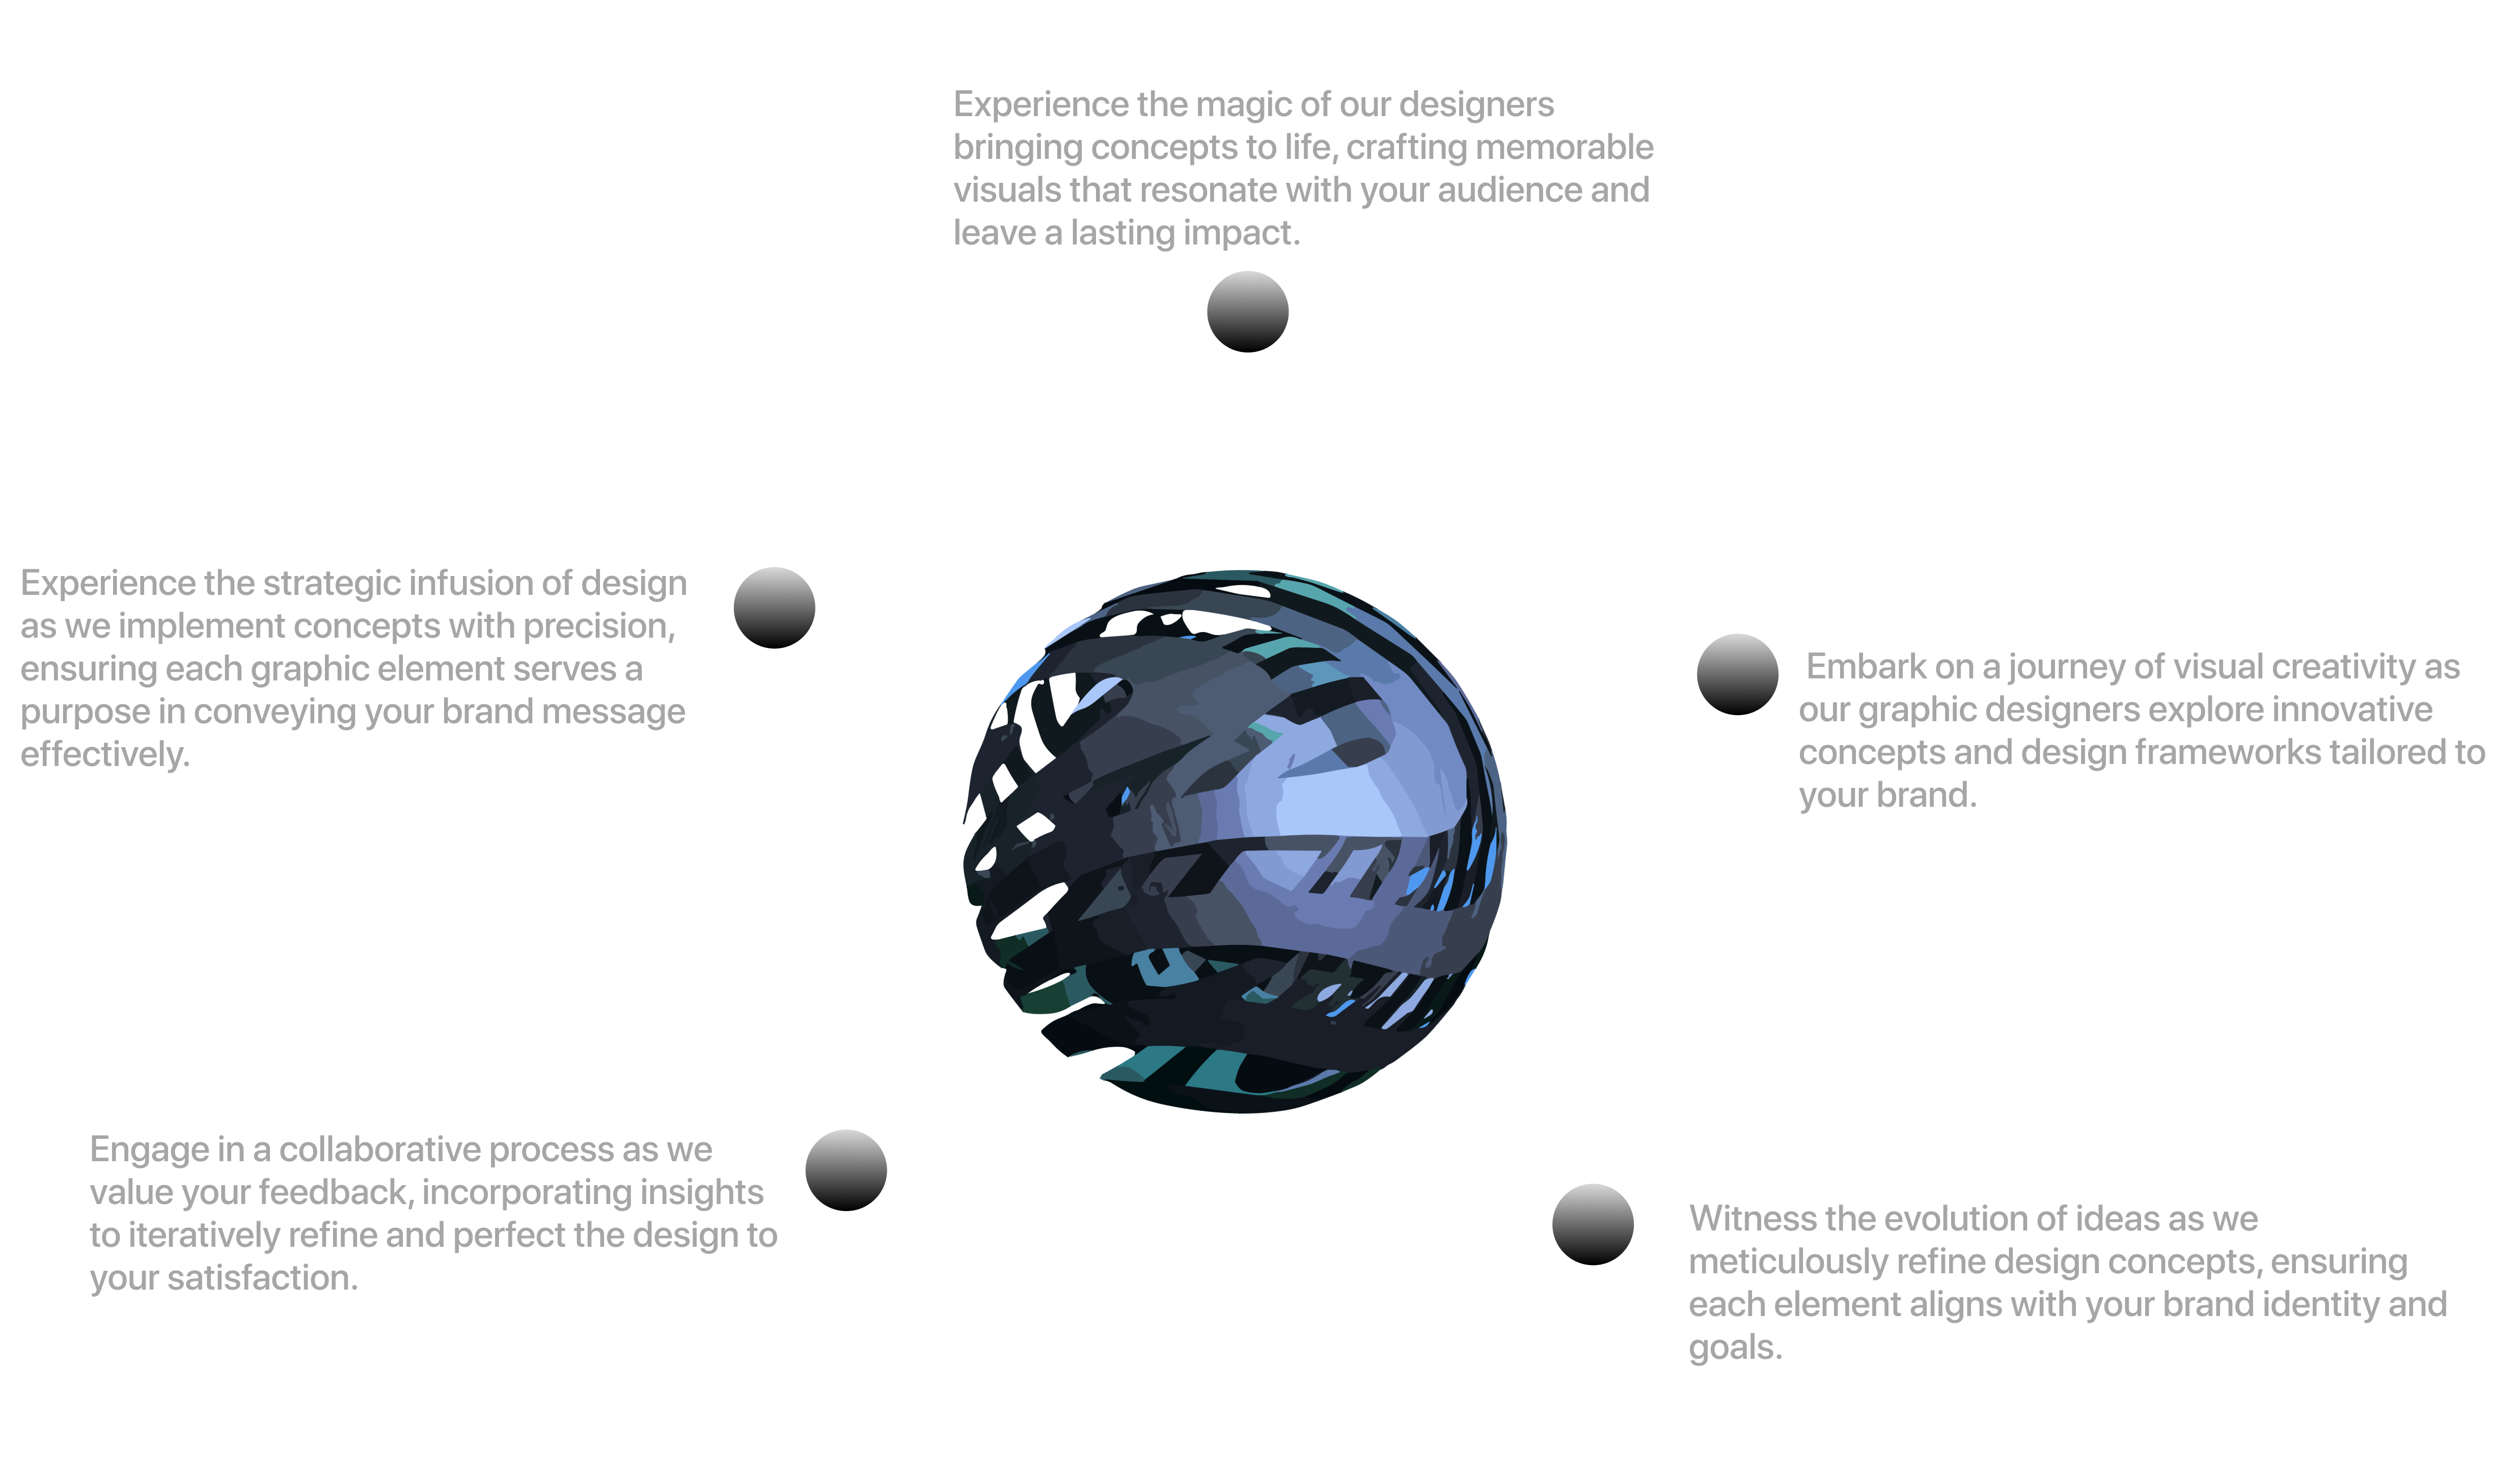 Experience the magic of our designers
bringing concepts to life, crafting memorable
visuals that resonate with your audience and
leave a lasting impact.
Experience the strategic infusion of design
as we implement concepts with precision,
ensuring each graphic element serves a
purpose in conveying your brand message
effectively.
Embark on a journey of visual creativity as
our graphic designers explore innovative
concepts and design frameworks tailored to
your brand.
Engage in a collaborative process as we
value your feedback, incorporating insights
to iteratively refine and perfect the design to
your satisfaction.
Witness the evolution of ideas as we
meticulously refine design concepts, ensuring
each element aligns with your brand identity and
goals.